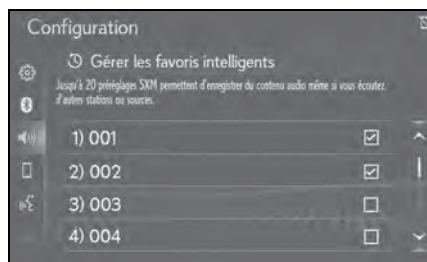 Configuration
Gérer les favoris intelligents
Jusqu'à 20 préréglages SXM permettent d'enregistrer du contenu audio même si vous écoutez
d'autres stations ou sources.
1) 001
2) 002
3) 003
4) 004